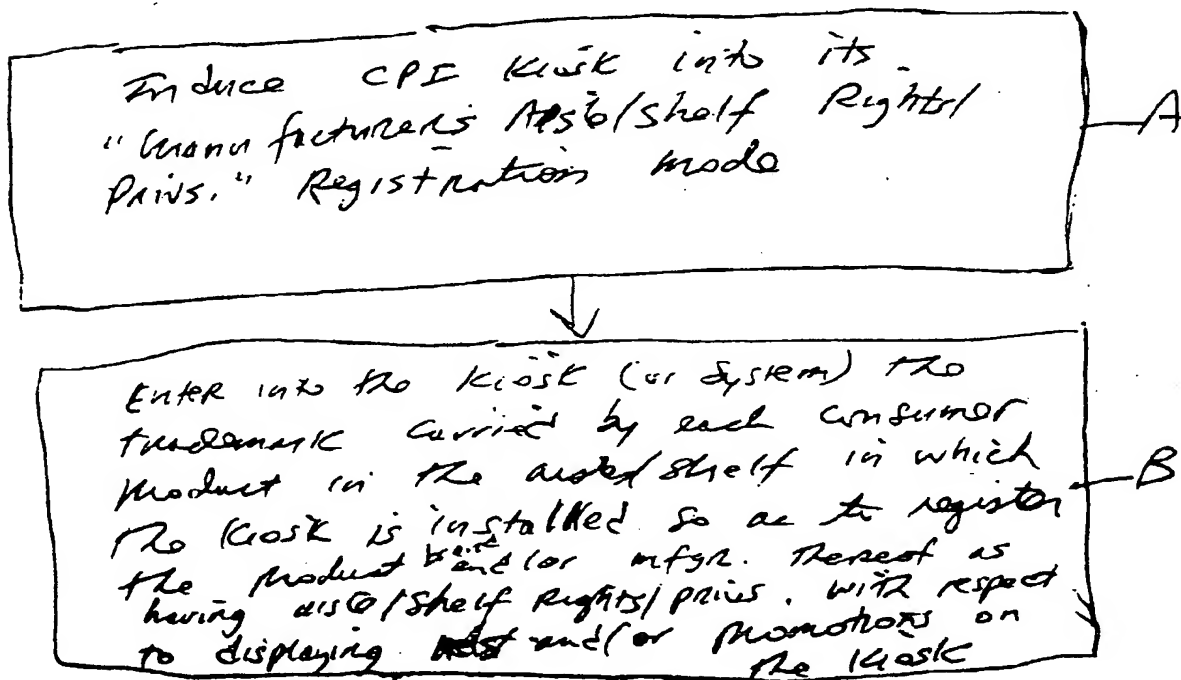 Induce CPI Kiosk into its
"Manufacturer's Aisle/Shelf Rights/
Privs." Registration mode
A
Enter into the Kiosk (or System) the
trademark carried by each consumer
product in the aisle/shelf in which
the Kiosk is installed so as to register
the product brand and/or mfgr. thereof as
having aisle/shelf Rights/privs. with respect
to displaying and/or promotions on
the Kiosk
B